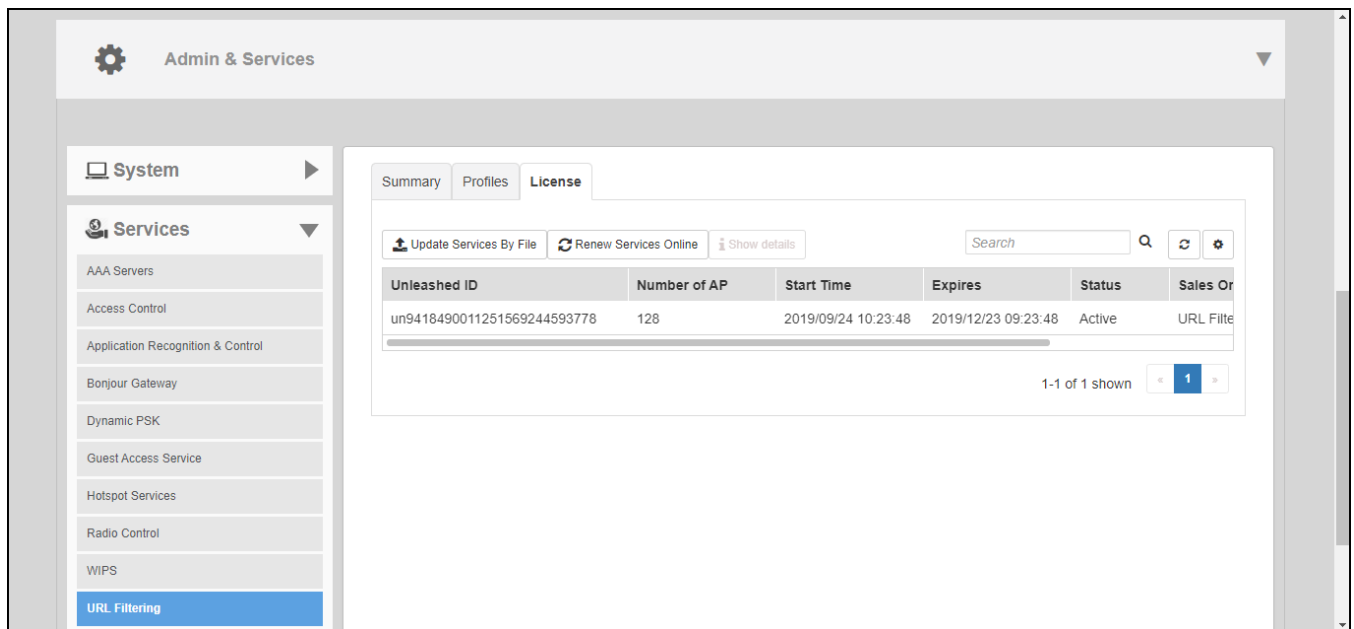 Admin & Services
System
Services
AAA Servers
Access Control
Application Recognition & Control
Bonjour Gateway
Dynamic PSK
Guest Access Service
Hotspot Services
Radio Control
WIPS
URL Filtering
Summary Profiles License
Update Services By File Renew Services Online Show details Search
Unleashed ID Number of AP Start Time Expires Status Sales Or
un9418490011251569244593778 128 2019/09/24 10:23:48 2019/12/23 09:23:48 Active URL Filte
1-1 of 1 shown « 1 »